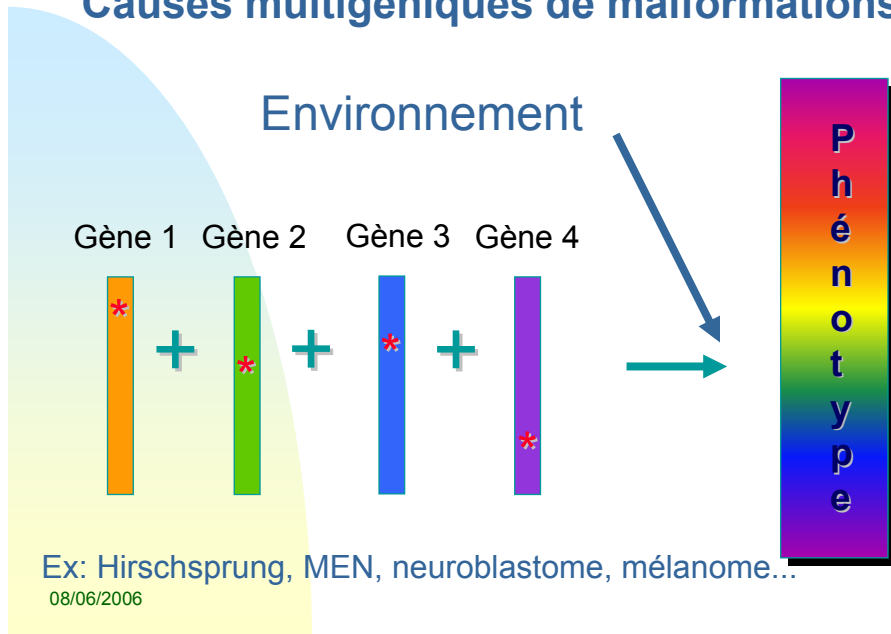 Causes multigéniques de malformations
Environnement
Gène 1 Gène 2 Gène 3 Gène 4
* + * + * + *
Phénotype
Ex: Hirschsprung, MEN, neuroblastome, mélanome...
08/06/2006